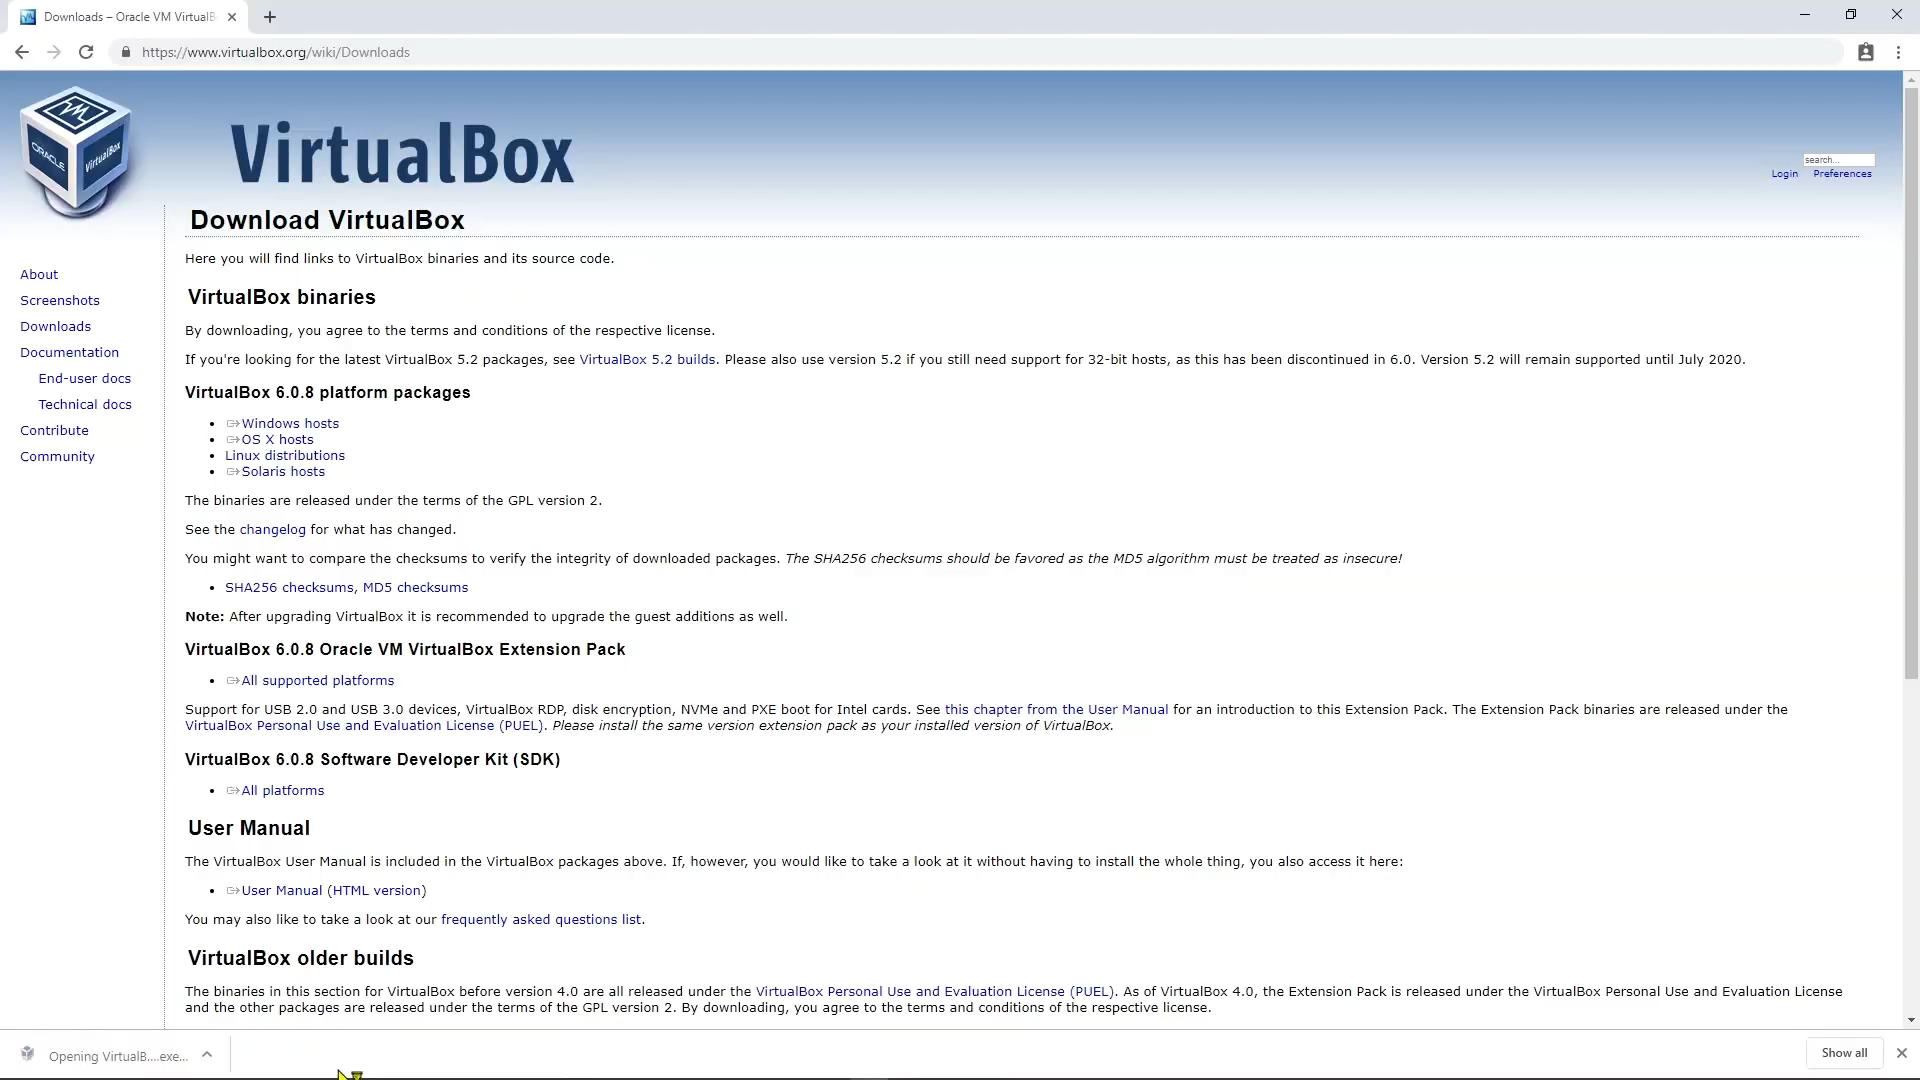 Downloads – Oracle VM VirtualB
https://www.virtualbox.org/wiki/Downloads
ORACLE
VirtualBox
VirtualBox
search...
Login Preferences
Download VirtualBox
Here you will find links to VirtualBox binaries and its source code.
About
Screenshots
Downloads
Documentation
End-user docs
Technical docs
Contribute
Community
VirtualBox binaries
By downloading, you agree to the terms and conditions of the respective license.
If you're looking for the latest VirtualBox 5.2 packages, see VirtualBox 5.2 builds. Please also use version 5.2 if you still need support for 32-bit hosts, as this has been discontinued in 6.0. Version 5.2 will remain supported until July 2020.
VirtualBox 6.0.8 platform packages
• Windows hosts
• OS X hosts
• Linux distributions
• Solaris hosts
The binaries are released under the terms of the GPL version 2.
See the changelog for what has changed.
You might want to compare the checksums to verify the integrity of downloaded packages. The SHA256 checksums should be favored as the MD5 algorithm must be treated as insecure!
• SHA256 checksums, MD5 checksums
Note: After upgrading VirtualBox it is recommended to upgrade the guest additions as well.
VirtualBox 6.0.8 Oracle VM VirtualBox Extension Pack
• All supported platforms
Support for USB 2.0 and USB 3.0 devices, VirtualBox RDP, disk encryption, NVMe and PXE boot for Intel cards. See this chapter from the User Manual for an introduction to this Extension Pack. The Extension Pack binaries are released under the
VirtualBox Personal Use and Evaluation License (PUEL). Please install the same version extension pack as your installed version of VirtualBox.
VirtualBox 6.0.8 Software Developer Kit (SDK)
• All platforms
User Manual
The VirtualBox User Manual is included in the VirtualBox packages above. If, however, you would like to take a look at it without having to install the whole thing, you also access it here:
• User Manual (HTML version)
You may also like to take a look at our frequently asked questions list.
VirtualBox older builds
The binaries in this section for VirtualBox before version 4.0 are all released under the VirtualBox Personal Use and Evaluation License (PUEL). As of VirtualBox 4.0, the Extension Pack is released under the VirtualBox Personal Use and Evaluation License
and the other packages are released under the terms of the GPL version 2. By downloading, you agree to the terms and conditions of the respective license.
Opening VirtualB....exe...
Show all